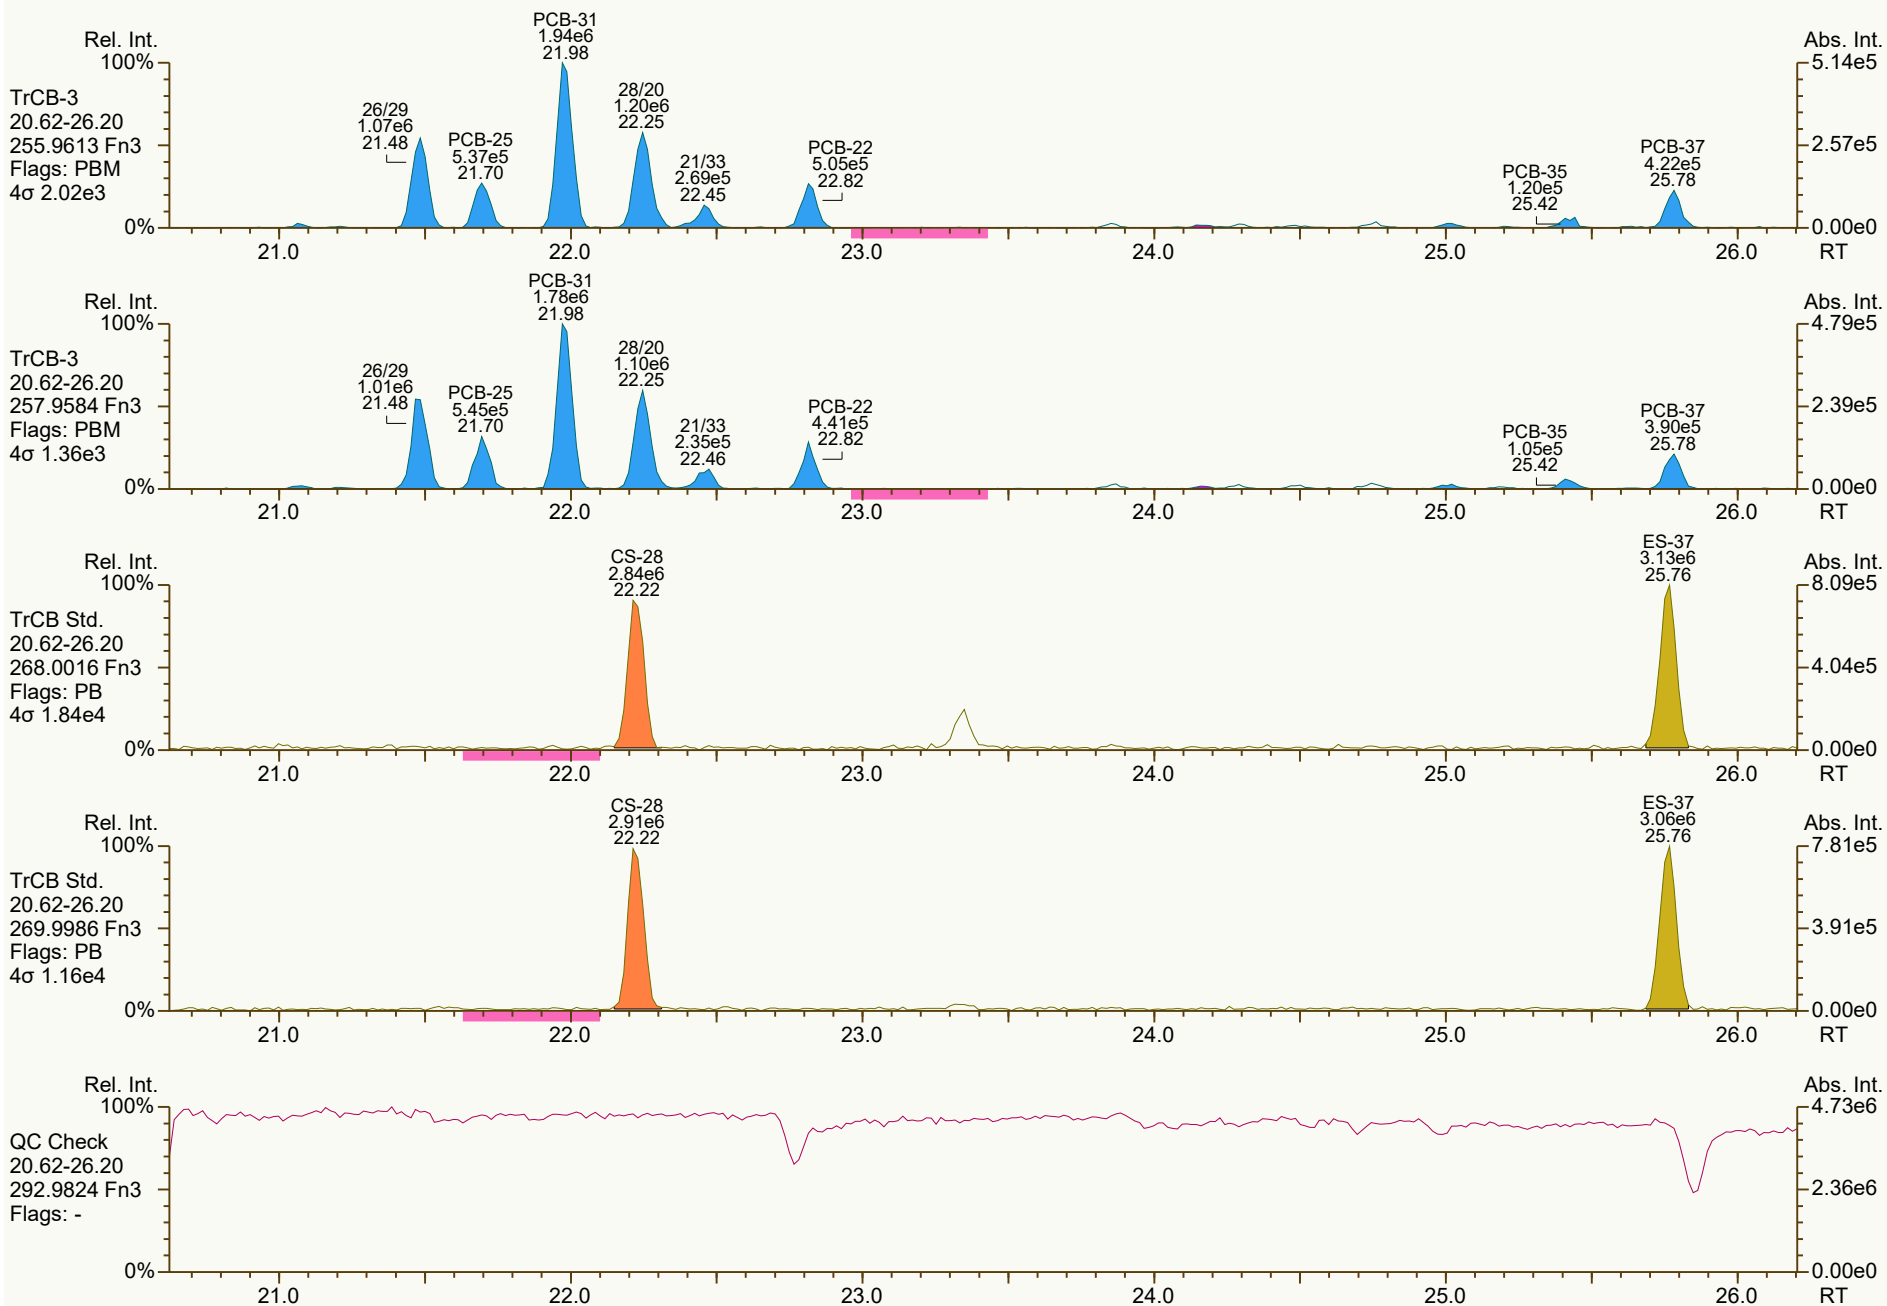 Rel. Int.
100%
0%
TrCB-3
20.62-26.20
255.9613 Fn3
Flags: PBM
4σ 2.02e3
26/29
1.07e6
21.48
PCB-25
5.37e5
21.70
PCB-31
1.94e6
21.98
28/20
1.20e6
22.25
21/33
2.69e5
22.45
PCB-22
5.05e5
22.82
PCB-35
1.20e5
25.42
PCB-37
4.22e5
25.78
Abs. Int.
5.14e5
2.57e5
0.00e0
21.0 22.0 23.0 24.0 25.0 26.0 RT
Rel. Int.
100%
0%
TrCB-3
20.62-26.20
257.9584 Fn3
Flags: PBM
4σ 1.36e3
26/29
1.01e6
21.48
PCB-25
5.45e5
21.70
PCB-31
1.78e6
21.98
28/20
1.10e6
22.25
21/33
2.35e5
22.46
PCB-22
4.41e5
22.82
PCB-35
1.05e5
25.42
PCB-37
3.90e5
25.78
Abs. Int.
4.79e5
2.39e5
0.00e0
21.0 22.0 23.0 24.0 25.0 26.0 RT
Rel. Int.
100%
0%
TrCB Std.
20.62-26.20
268.0016 Fn3
Flags: PB
4σ 1.84e4
CS-28
2.84e6
22.22
ES-37
3.13e6
25.76
Abs. Int.
8.09e5
4.04e5
0.00e0
21.0 22.0 23.0 24.0 25.0 26.0 RT
Rel. Int.
100%
0%
TrCB Std.
20.62-26.20
269.9986 Fn3
Flags: PB
4σ 1.16e4
CS-28
2.91e6
22.22
ES-37
3.06e6
25.76
Abs. Int.
7.81e5
3.91e5
0.00e0
21.0 22.0 23.0 24.0 25.0 26.0 RT
Rel. Int.
100%
0%
QC Check
20.62-26.20
292.9824 Fn3
Flags: -
Abs. Int.
4.73e6
2.36e6
0.00e0
21.0 22.0 23.0 24.0 25.0 26.0 RT